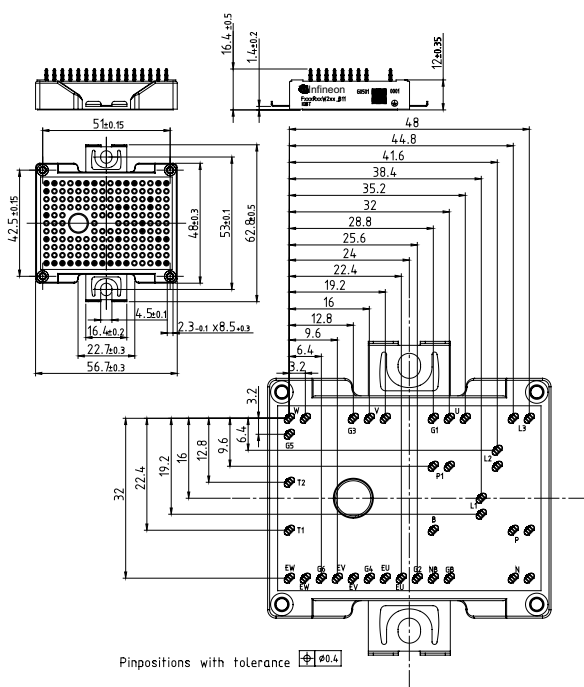 16.4 ±0.5
1.4±0.2
12±0.35
infineon
G0581
0001
FxxxRxxW2xx_B11
IGBT
51±0.15
42.5±0.15
48±0.3
53±0.1
62.8±0.5
4.5±0.1
16.4±0.2
2.3-0.1 x8.5+0.3
22.7±0.3
56.7±0.3
48
44.8
41.6
38.4
35.2
32
28.8
25.6
24
22.4
19.2
16
12.8
9.6
6.4
3.2
3.2
6.4
9.6
12.8
16
19.2
22.4
32
W
V
U
G3
G1
L3
G5
L2
P1
T2
L1
T1
B
P
EW
G6
EV
G4
EU
G2
NB
GB
N
EW
EV
EU
Pinpositions with tolerance ⌖ ø0.4